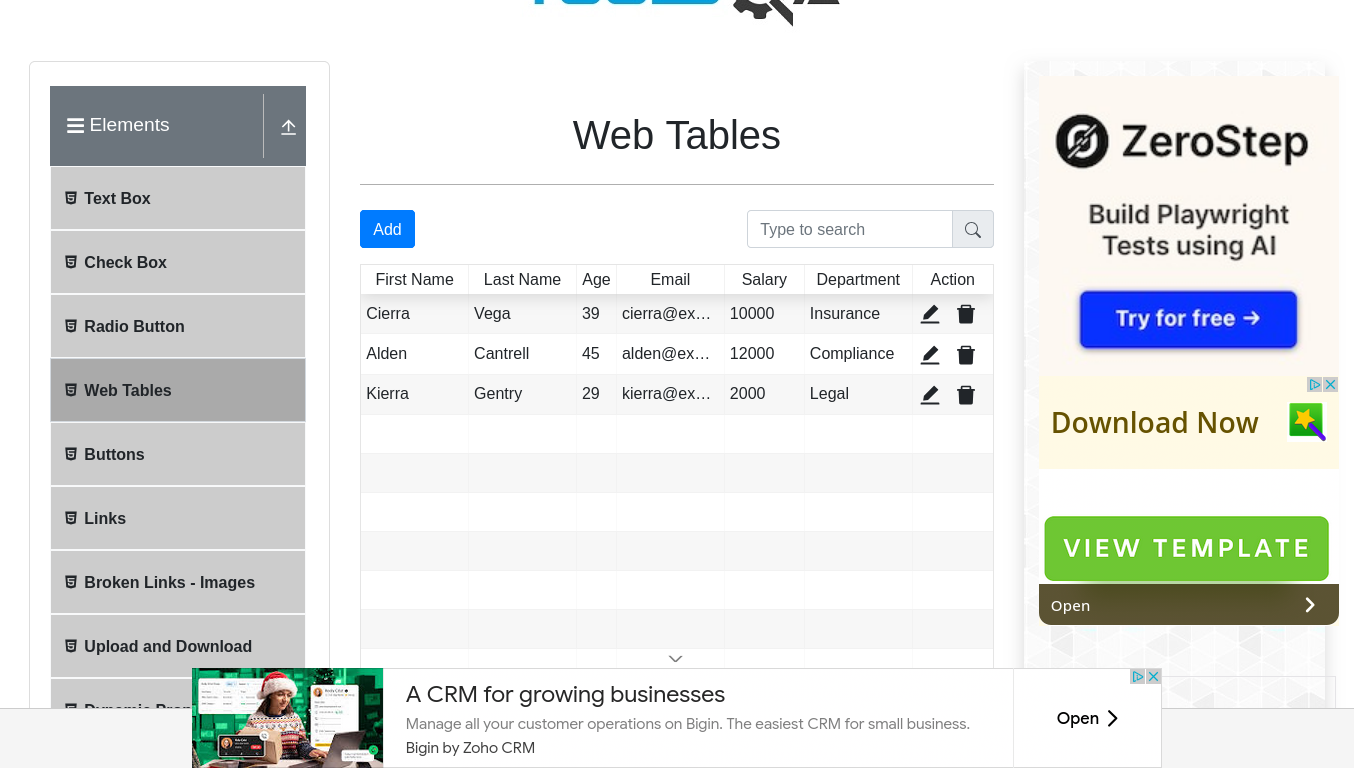 Elements
Text Box
Check Box
Radio Button
Web Tables
Buttons
Links
Broken Links - Images
Upload and Download
Web Tables
Add
Type to search
First Name Last Name Age Email Salary Department Action
Cierra Vega 39 cierra@ex... 10000 Insurance
Alden Cantrell 45 alden@ex... 12000 Compliance
Kierra Gentry 29 kierra@ex... 2000 Legal
ZeroStep
Build Playwright
Tests using AI
Try for free →
Download Now
VIEW TEMPLATE
Open
A CRM for growing businesses
Manage all your customer operations on Bigin. The easiest CRM for small business.
Bigin by Zoho CRM
Open